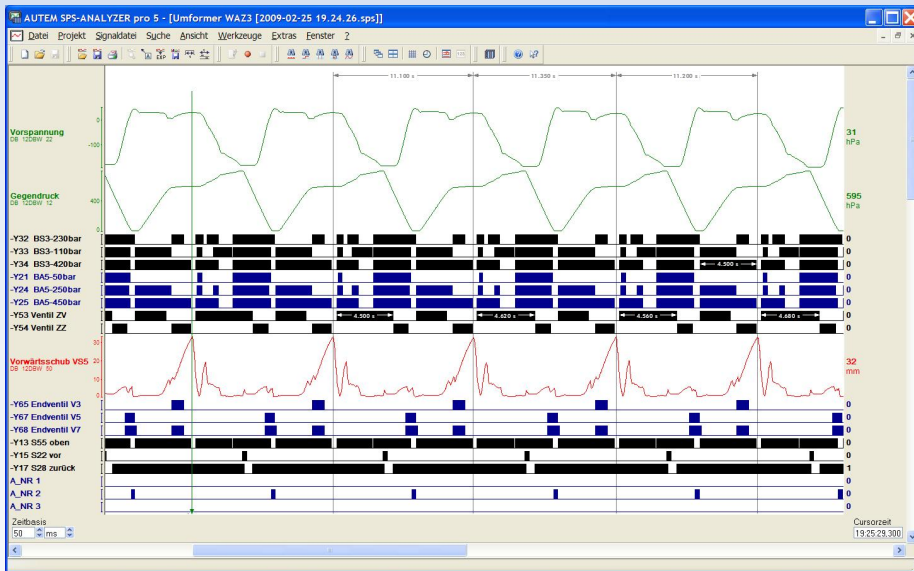 AUTEM SPS-ANALYZER pro 5 - [Umformer WAZ3 [2009-02-25 19.24.26.sps]]
Datei Projekt Signaldatei Suche Ansicht Werkzeuge Extras Fenster ?
11.100 s 11.350 s 11.200 s
Vorspannung
DB 12DBW 22
0
-100
31
hPa
Gegendruck
DB 12DBW 12
400
0
595
hPa
-Y32 BS3-230bar 0
-Y33 BS3-110bar 0
-Y34 BS3-420bar 4.500 s 0
-Y21 BA5-50bar 0
-Y24 BA5-250bar 0
-Y25 BA5-450bar 0
-Y53 Ventil ZV 4.500 s 4.620 s 4.560 s 4.680 s 0
-Y54 Ventil ZZ 0
Vorwärtsschub VS5
DB 12DBW 50
30
20
10
0
32
mm
-Y65 Endventil V3 0
-Y67 Endventil V5 0
-Y68 Endventil V7 0
-Y13 S55 oben 0
-Y15 S22 vor 0
-Y17 S28 zurück 1
A_NR 1 0
A_NR 2 0
A_NR 3 0
Zeitbasis
50 ms
Cursorzeit
19:25:29,300